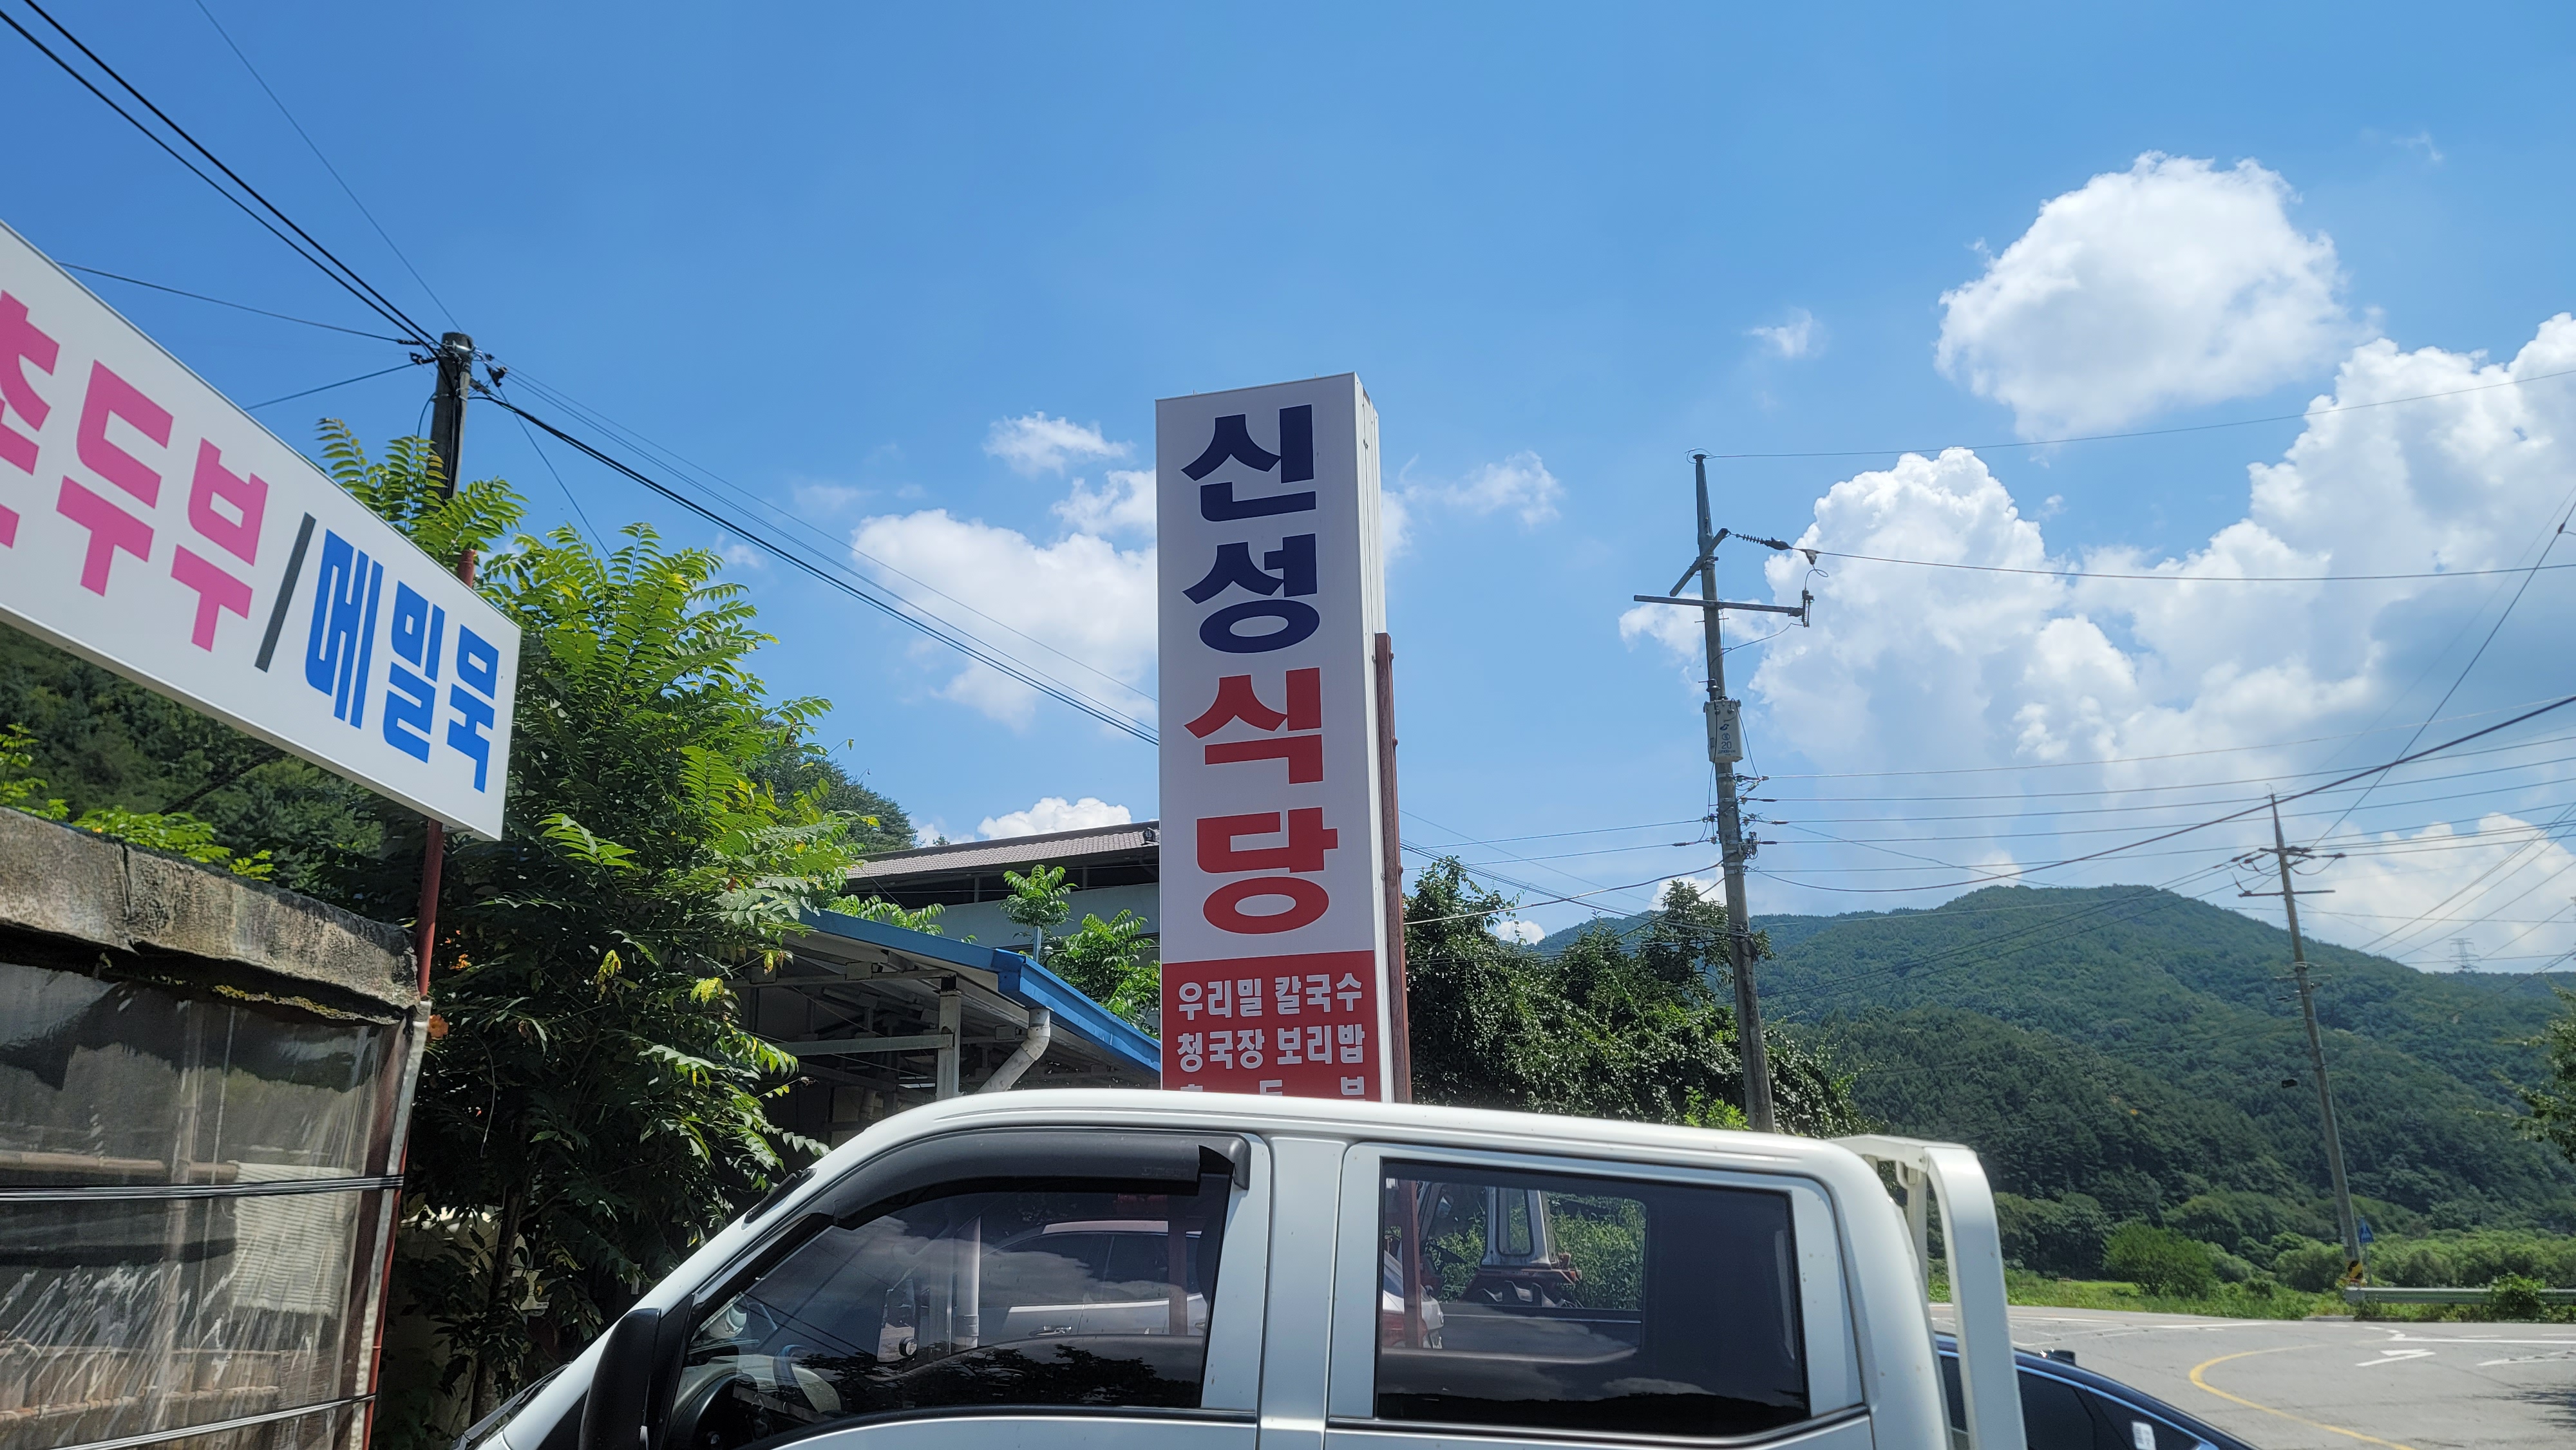 두부/메밀묵
신성식당
우리밀 칼국수
청국장 보리밥
20